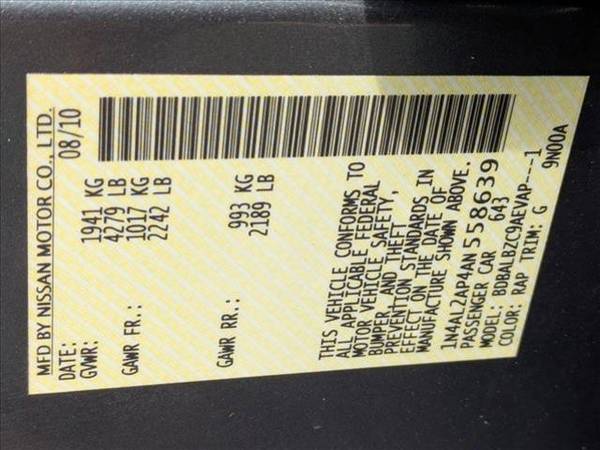 MFD BY NISSAN MOTOR CO., LTD.
DATE: 08/10
GVWR: 1941 KG
4279 LB
GAWR FR.: 1017 KG
2242 LB
GAWR RR.: 993 KG
2189 LB
THIS VEHICLE CONFORMS TO
ALL APPLICABLE FEDERAL
MOTOR VEHICLE SAFETY,
BUMPER, AND THEFT
PREVENTION STANDARDS IN
EFFECT ON THE DATE OF
MANUFACTURE SHOWN ABOVE.
1N4AL2AP4AN558639
PASSENGER CAR 643
MODEL: BDBALBZC9AEVAP----1
COLOR: RAP TRIM: G 9N00A